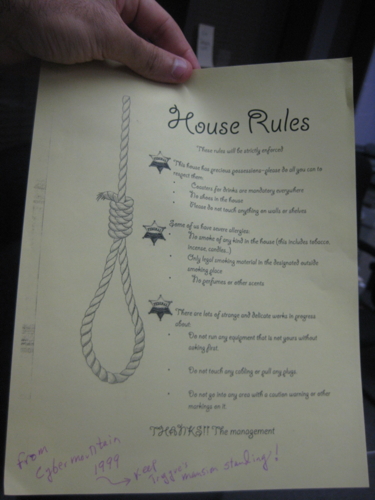 House Rules
These rules will be strictly enforced
This house has precious possessions- please do all you can to
respect them.
Coasters for drinks are mandatory everywhere
No shoes in the house
Please do not touch anything on walls or shelves
Some of us have severe allergies:
No smoke of any kind in the house (this includes tobacco,
incense, candles..)
Only legal smoking material in the designated outside
smoking place
No perfumes or other scents
There are lots of strange and delicate works in progress
about:
Do not run any equipment that is not yours without
asking first.
Do not touch any cabling or pull any plugs.
Do not go into any area with a caution warning or other
markings on it.
THANKS!! The management
from
1999
keep
mansion standing!